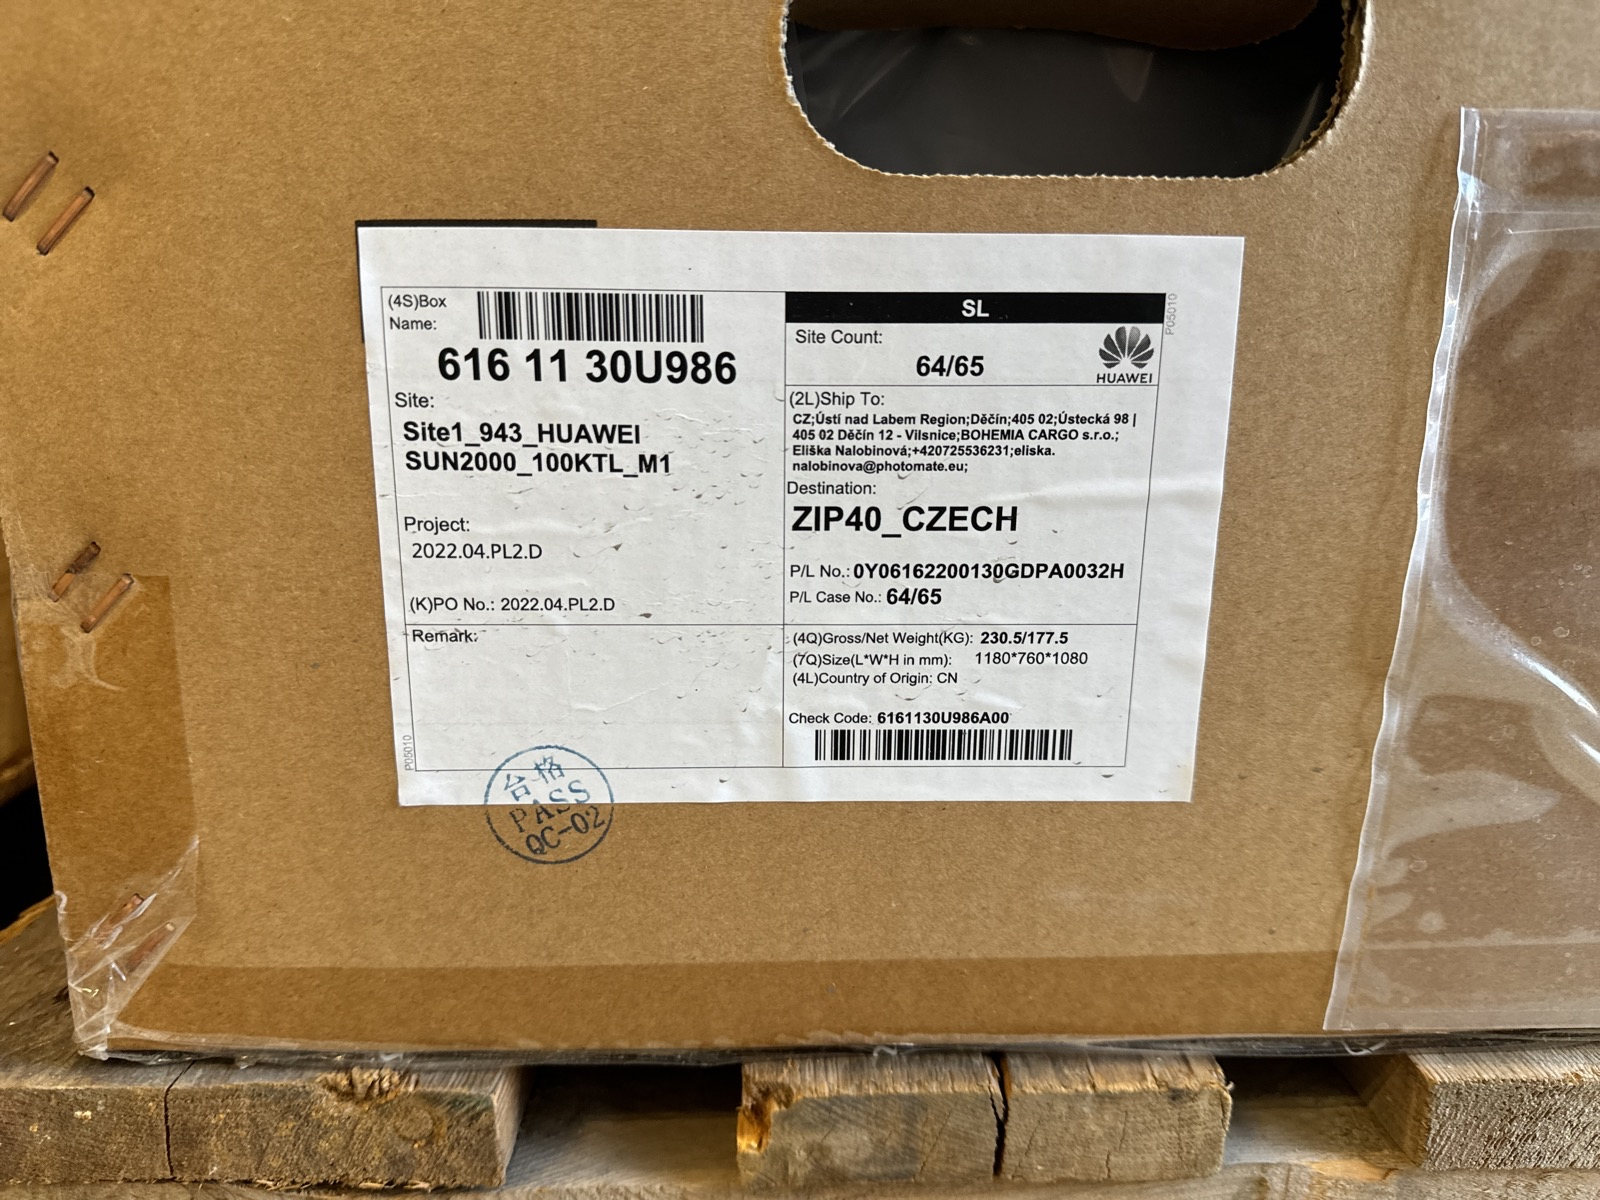 (4S)Box
Name:
616 11 30U986
Site:
Site1_943_HUAWEI
SUN2000_100KTL_M1
Project:
2022.04.PL2.D
(K)PO No.: 2022.04.PL2.D
Remark:
P05010
SL
Site Count:
64/65
HUAWEI
P05010
(2L)Ship To:
CZ;Ústí nad Labem Region;Děčín;405 02;Ústecká 98 |
405 02 Děčín 12 - Vilsnice;BOHEMIA CARGO s.r.o.;
Eliška Nalobinová;+420725536231;eliska.
nalobinova@photomate.eu;
Destination:
ZIP40_CZECH
P/L No.: 0Y06162200130GDPA0032H
P/L Case No.: 64/65
(4Q)Gross/Net Weight(KG): 230.5/177.5
(7Q)Size(L*W*H in mm): 1180*760*1080
(4L)Country of Origin: CN
Check Code: 6161130U986A00
合格
PASS
QC-02